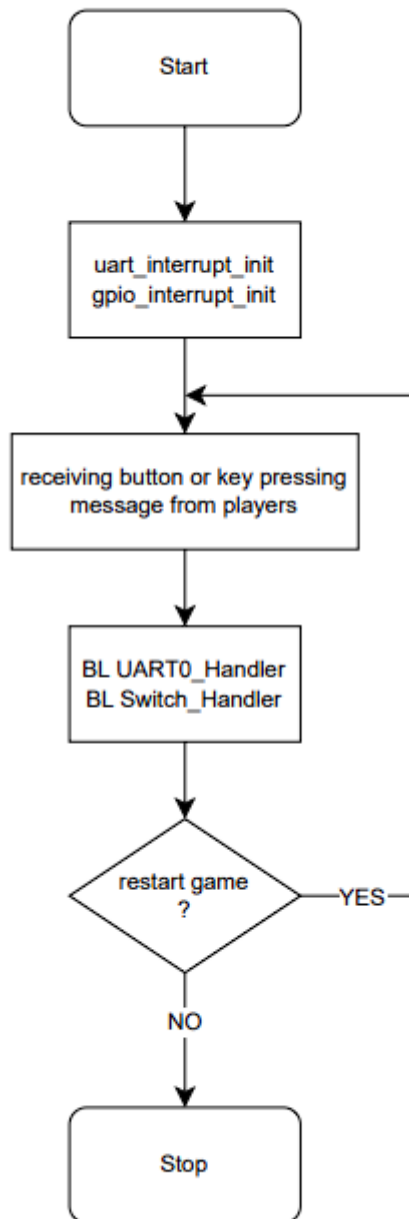 Start
uart_interrupt_init
gpio_interrupt_init
receiving button or key pressing
message from players
BL UART0_Handler
BL Switch_Handler
restart game
?
YES
NO
Stop